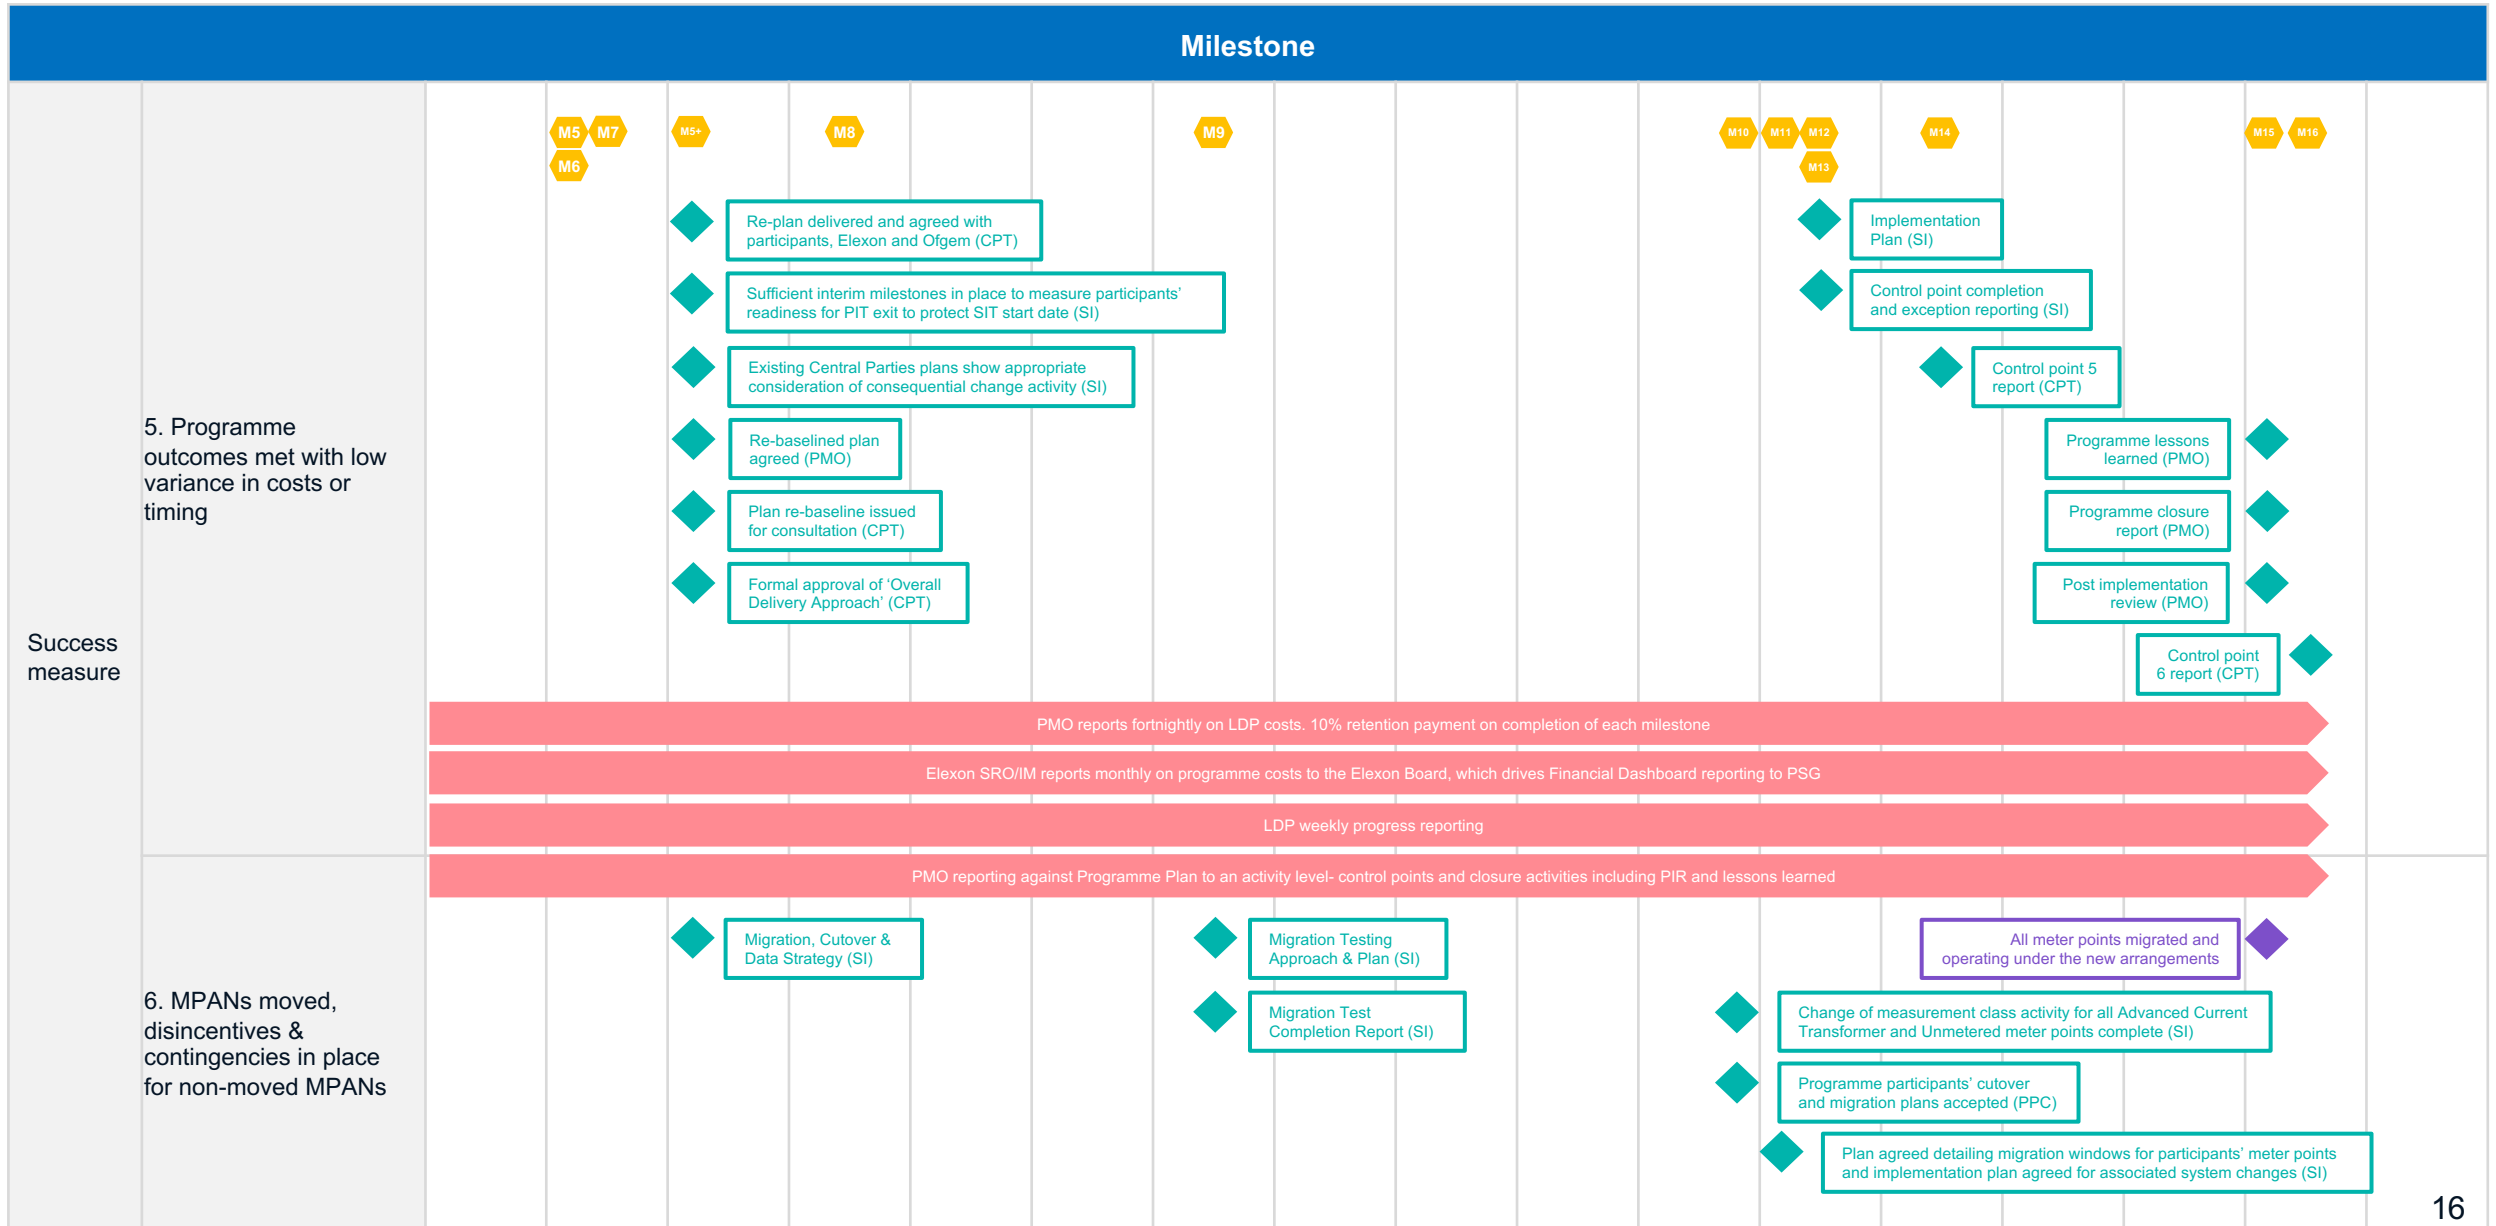 Milestone
M5
M7
M5+
M8
M9
M10
M11
M12
M14
M15
M16
M6
M13
Success
measure
5. Programme
outcomes met with low
variance in costs or
timing
Re-plan delivered and agreed with
participants, Elexon and Ofgem (CPT)
Implementation
Plan (SI)
Sufficient interim milestones in place to measure participants’
readiness for PIT exit to protect SIT start date (SI)
Control point completion
and exception reporting (SI)
Existing Central Parties plans show appropriate
consideration of consequential change activity (SI)
Control point 5
report (CPT)
Re-baselined plan
agreed (PMO)
Programme lessons
learned (PMO)
Plan re-baseline issued
for consultation (CPT)
Programme closure
report (PMO)
Formal approval of ‘Overall
Delivery Approach’ (CPT)
Post implementation
review (PMO)
Control point
6 report (CPT)
PMO reports fortnightly on LDP costs. 10% retention payment on completion of each milestone
Elexon SRO/IM reports monthly on programme costs to the Elexon Board, which drives Financial Dashboard reporting to PSG
LDP weekly progress reporting
PMO reporting against Programme Plan to an activity level- control points and closure activities including PIR and lessons learned
6. MPANs moved,
disincentives &
contingencies in place
for non-moved MPANs
Migration, Cutover &
Data Strategy (SI)
Migration Testing
Approach & Plan (SI)
All meter points migrated and
operating under the new arrangements
Migration Test
Completion Report (SI)
Change of measurement class activity for all Advanced Current
Transformer and Unmetered meter points complete (SI)
Programme participants’ cutover
and migration plans accepted (PPC)
Plan agreed detailing migration windows for participants’ meter points
and implementation plan agreed for associated system changes (SI)
16